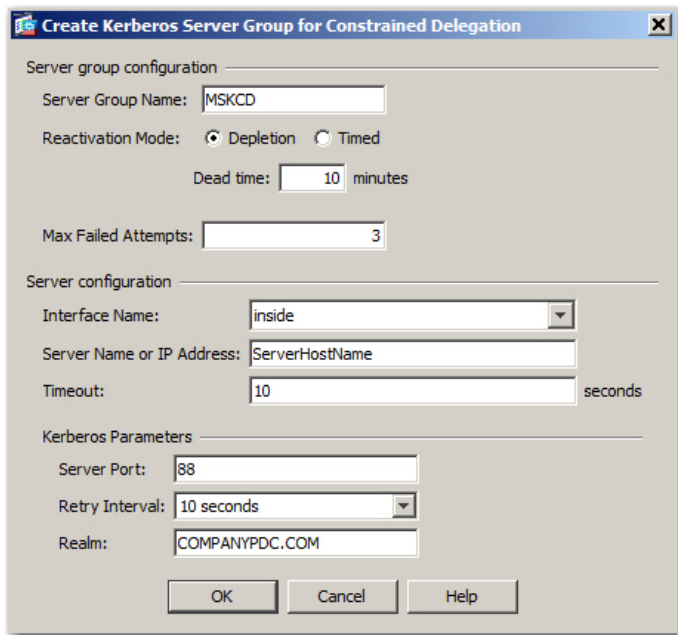 Create Kerberos Server Group for Constrained Delegation
Server group configuration
Server Group Name: MSKCD
Reactivation Mode: Depletion Timed
Dead time: 10 minutes
Max Failed Attempts: 3
Server configuration
Interface Name: inside
Server Name or IP Address: ServerHostName
Timeout: 10 seconds
Kerberos Parameters
Server Port: 88
Retry Interval: 10 seconds
Realm: COMPANYPDC.COM
OK Cancel Help